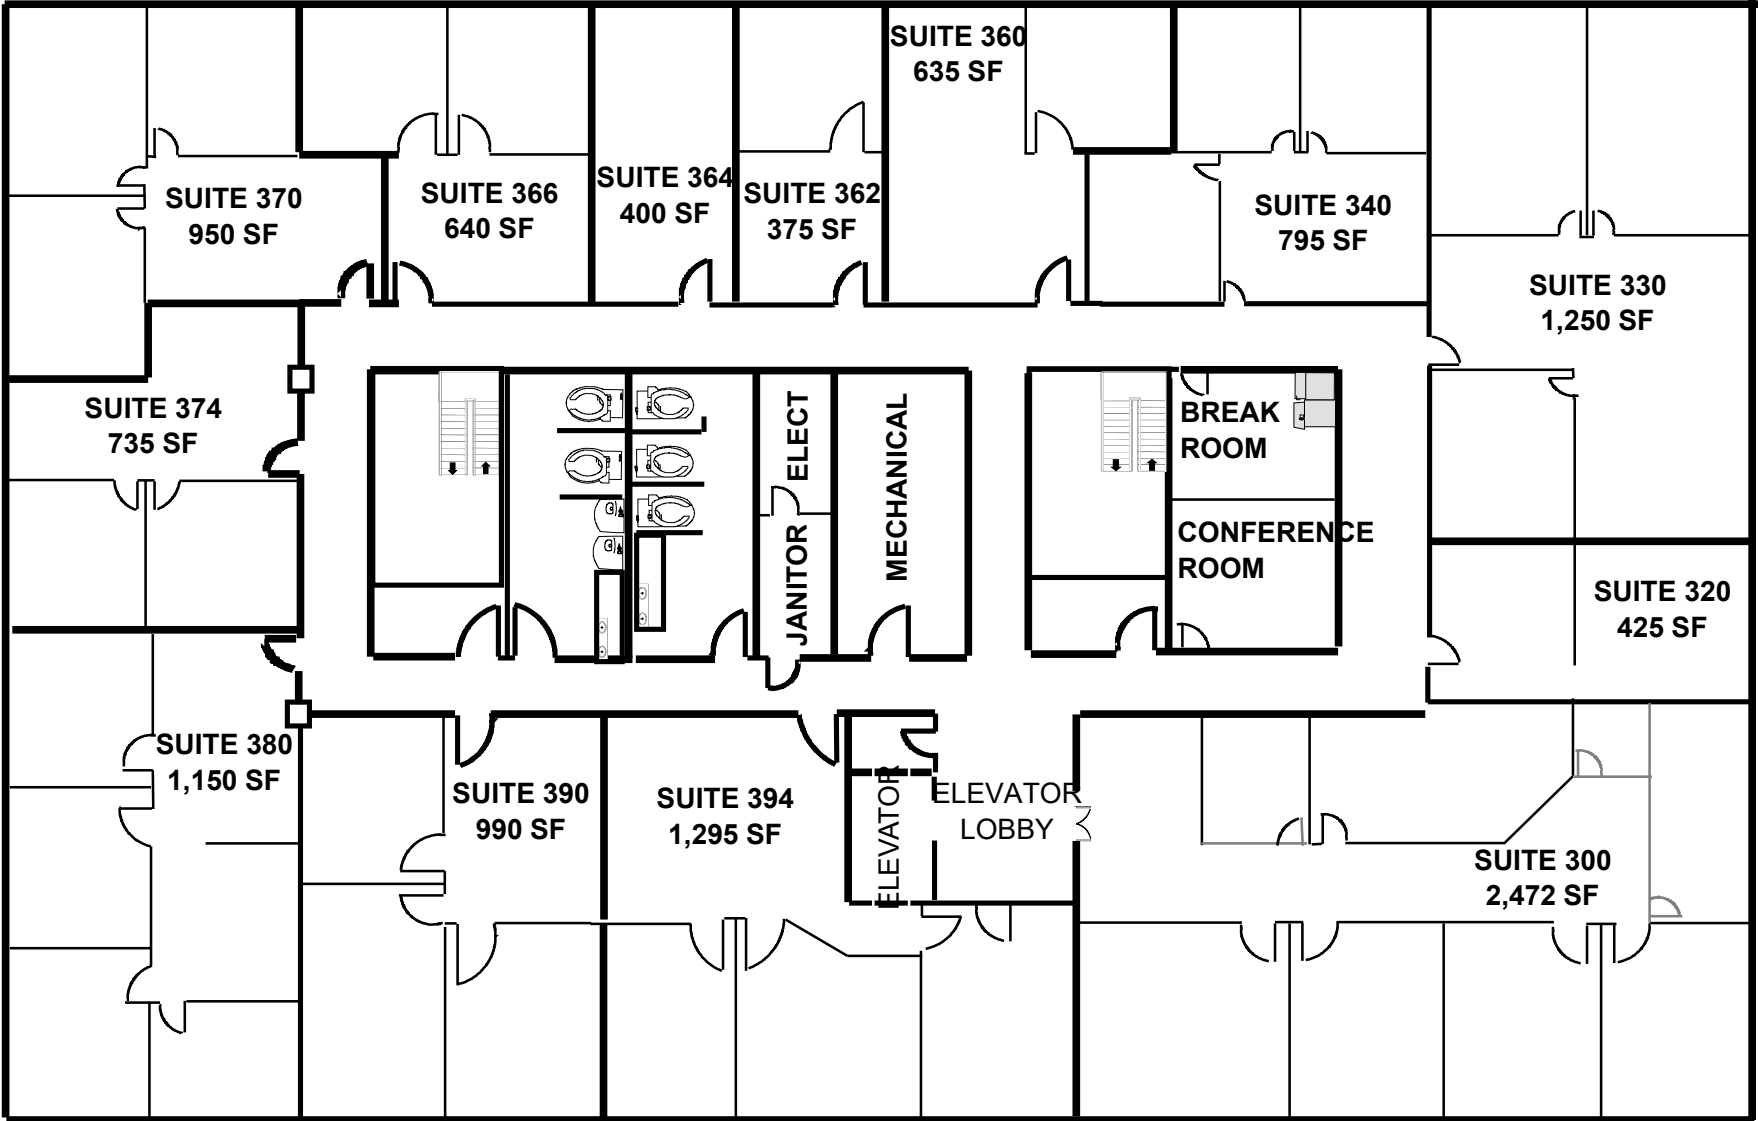 SUITE 360
635 SF
SUITE 370
950 SF
SUITE 366
640 SF
SUITE 364
400 SF
SUITE 362
375 SF
SUITE 340
795 SF
SUITE 330
1,250 SF
SUITE 374
735 SF
ELECT
JANITOR
MECHANICAL
BREAK
ROOM
CONFERENCE
ROOM
SUITE 320
425 SF
SUITE 380
1,150 SF
SUITE 390
990 SF
SUITE 394
1,295 SF
ELEVATOR
ELEVATOR
LOBBY
SUITE 300
2,472 SF